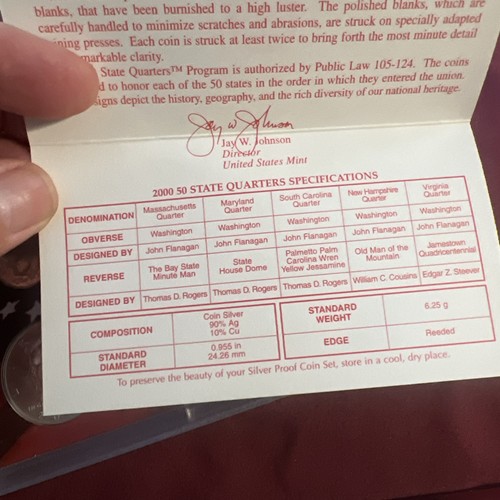 blanks, that have been burnished to a high luster. The polished blanks, which are
carefully handled to minimize scratches and abrasions, are struck on specially adapted
presses. Each coin is struck at least twice to bring forth the most minute detail
clarity.
State Quarters™ Program is authorized by Public Law 105-124. The coins
to honor each of the 50 states in the order in which they entered the union.
depict the history, geography, and the rich diversity of our national heritage.
Jay W. Johnson
Jay W. Johnson
Director
United States Mint
2000 50 STATE QUARTERS SPECIFICATIONS
DENOMINATION Massachusetts Quarter Maryland Quarter South Carolina Quarter New Hampshire Quarter Virginia Quarter
OBVERSE Washington Washington Washington Washington Washington
DESIGNED BY John Flanagan John Flanagan John Flanagan John Flanagan John Flanagan
REVERSE The Bay State Minute Man State House Dome Palmetto Palm Carolina Wren Yellow Jessamine Old Man of the Mountain Jamestown Quadricentennial
DESIGNED BY Thomas D. Rogers Thomas D. Rogers Thomas D. Rogers William C. Cousins Edgar Z. Steever
COMPOSITION Coin Silver 90% Ag 10% Cu
STANDARD DIAMETER 0.955 in 24.26 mm
STANDARD WEIGHT 6.25 g
EDGE Reeded
To preserve the beauty of your Silver Proof Coin Set, store in a cool, dry place.